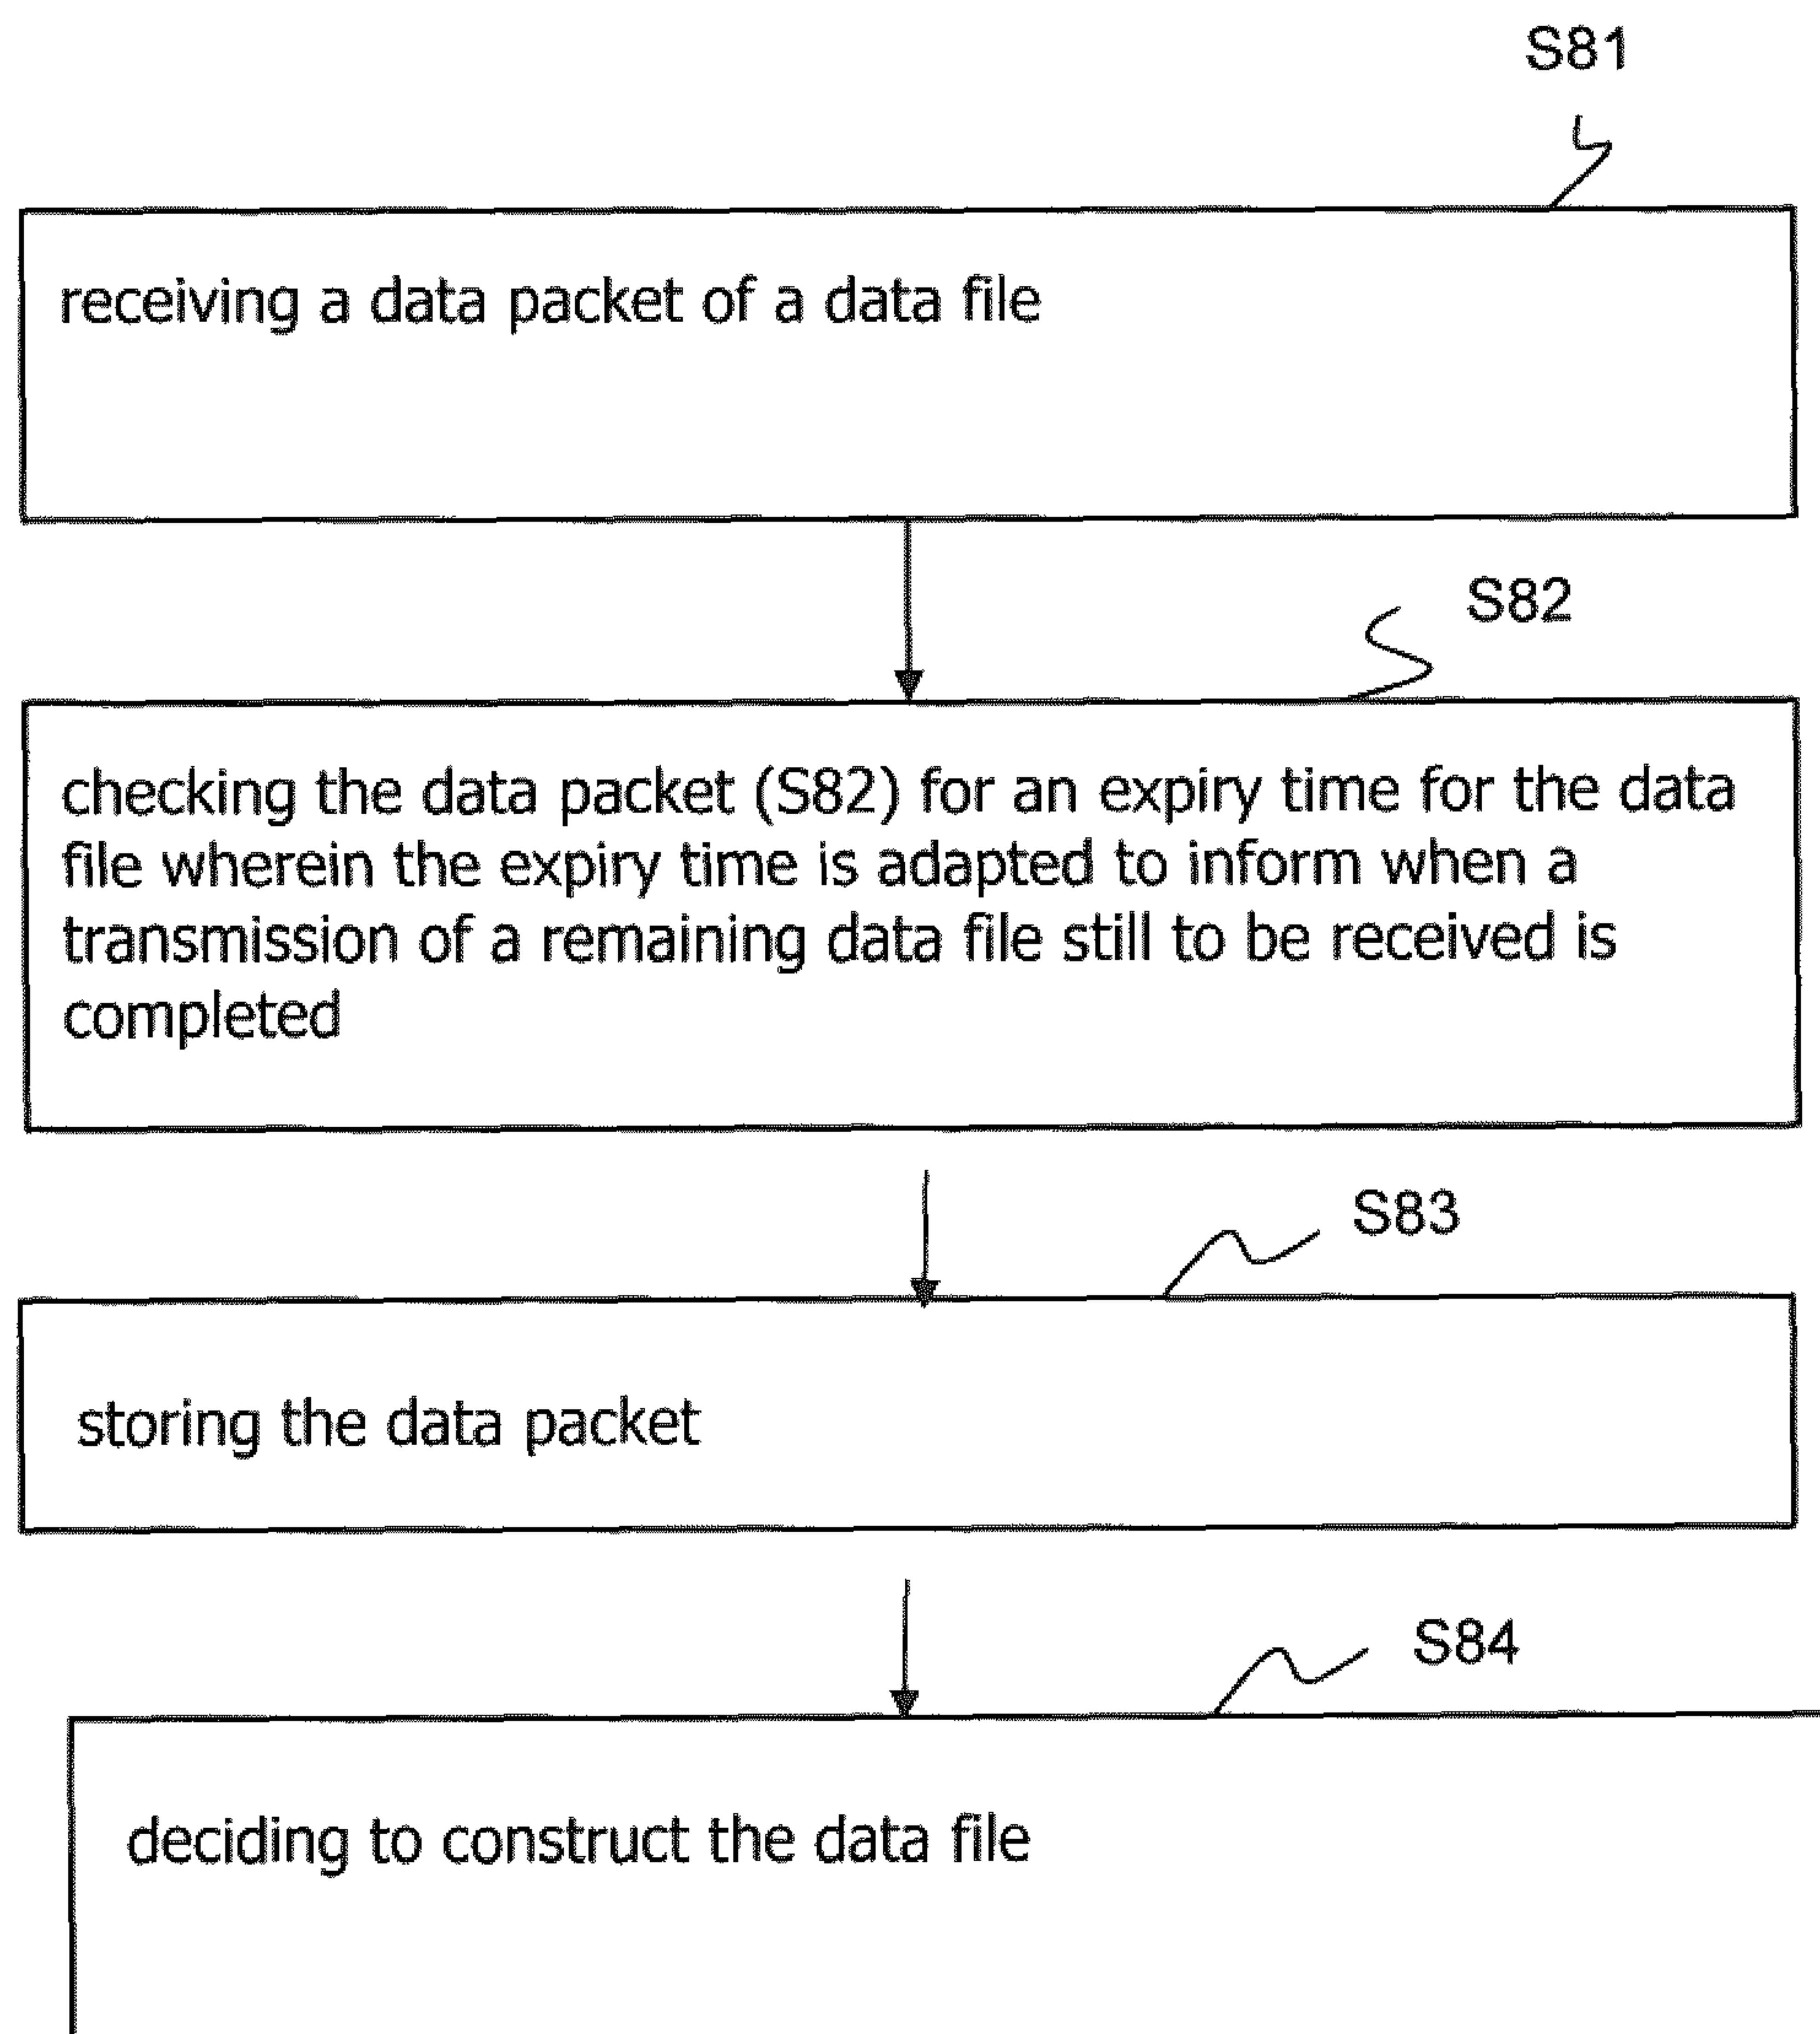 S81
receiving a data packet of a data file
S82
checking the data packet (S82) for an expiry time for the data
file wherein the expiry time is adapted to inform when a
transmission of a remaining data file still to be received is
completed
S83
storing the data packet
S84
deciding to construct the data file